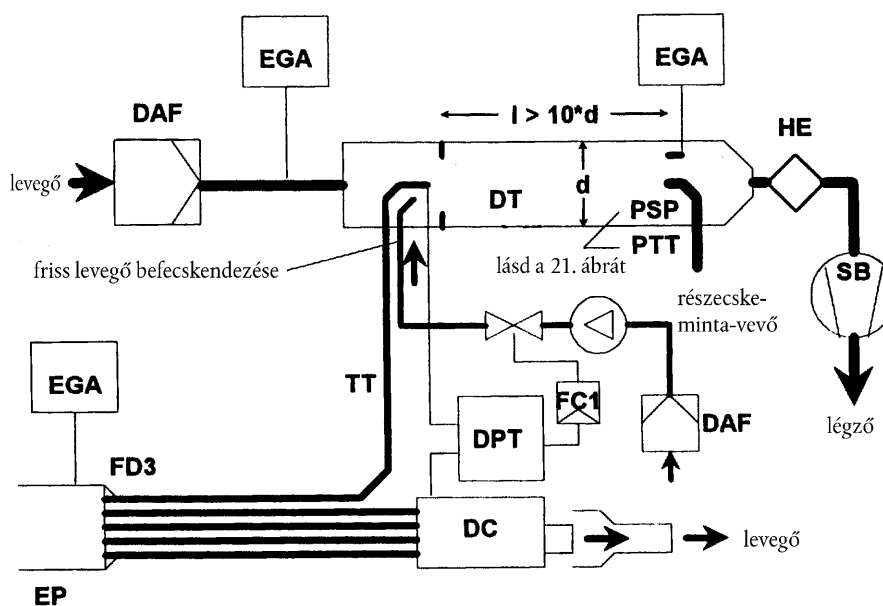 EGA
EGA
DAF
l > 10*d
HE
levegő
d
DT
PSP
PTT
SB
friss levegő befecskendezése
lásd a 21. ábrát
részecske-
minta-vevő
EGA
TT
FC1
DAF
légző
DPT
FD3
DC
levegő
EP